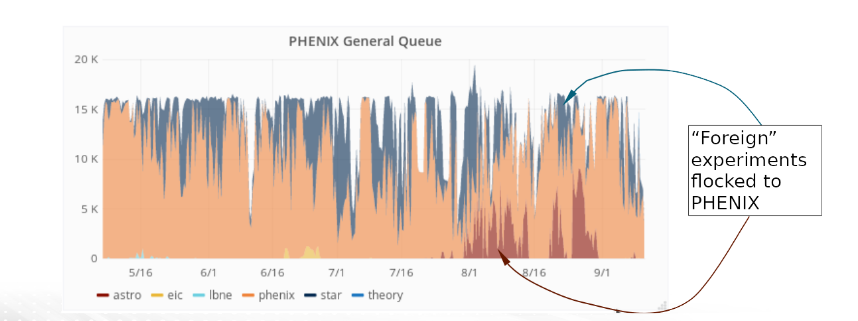 PHENIX General Queue
20 K
15 K
10 K
5 K
0
5/16 6/1 6/16 7/1 7/16 8/1 8/16 9/1
astro eic lbne phenix star theory
“Foreign”
experiments
flocked to
PHENIX